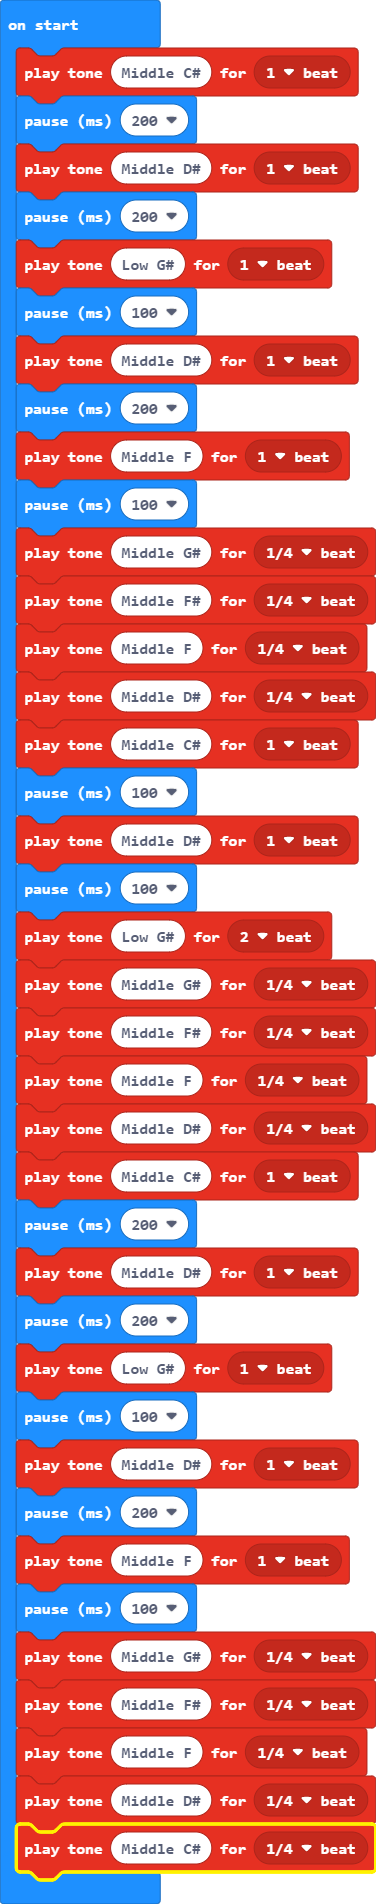 on start
play tone Middle C# for 1 beat
pause (ms) 200
play tone Middle D# for 1 beat
pause (ms) 200
play tone Low G# for 1 beat
pause (ms) 100
play tone Middle D# for 1 beat
pause (ms) 200
play tone Middle F for 1 beat
pause (ms) 100
play tone Middle G# for 1/4 beat
play tone Middle F# for 1/4 beat
play tone Middle F for 1/4 beat
play tone Middle D# for 1/4 beat
play tone Middle C# for 1 beat
pause (ms) 100
play tone Middle D# for 1 beat
pause (ms) 100
play tone Low G# for 2 beat
play tone Middle G# for 1/4 beat
play tone Middle F# for 1/4 beat
play tone Middle F for 1/4 beat
play tone Middle D# for 1/4 beat
play tone Middle C# for 1 beat
pause (ms) 200
play tone Middle D# for 1 beat
pause (ms) 200
play tone Low G# for 1 beat
pause (ms) 100
play tone Middle D# for 1 beat
pause (ms) 200
play tone Middle F for 1 beat
pause (ms) 100
play tone Middle G# for 1/4 beat
play tone Middle F# for 1/4 beat
play tone Middle F for 1/4 beat
play tone Middle D# for 1/4 beat
play tone Middle C# for 1/4 beat